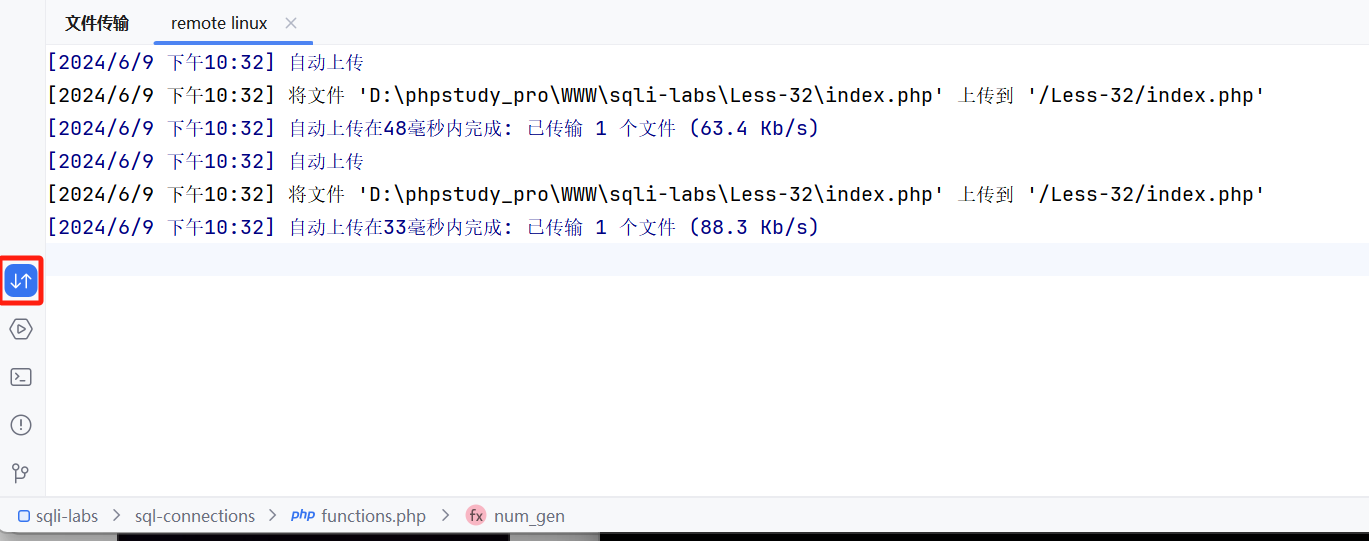 文件传输 remote linux
[2024/6/9 下午10:32] 自动上传
[2024/6/9 下午10:32] 将文件 'D:\phpstudy_pro\WWW\sqli-labs\Less-32\index.php' 上传到 '/Less-32/index.php'
[2024/6/9 下午10:32] 自动上传在48毫秒内完成: 已传输 1 个文件 (63.4 Kb/s)
[2024/6/9 下午10:32] 自动上传
[2024/6/9 下午10:32] 将文件 'D:\phpstudy_pro\WWW\sqli-labs\Less-32\index.php' 上传到 '/Less-32/index.php'
[2024/6/9 下午10:32] 自动上传在33毫秒内完成: 已传输 1 个文件 (88.3 Kb/s)
sqli-labs > sql-connections > php functions.php > fx num_gen